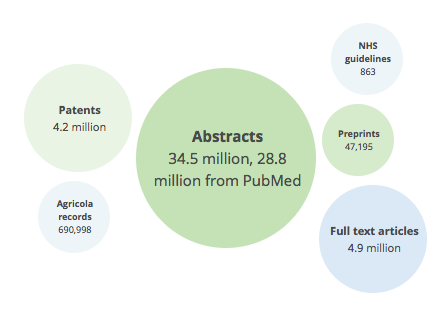 NHS
guidelines
863
Patents
4.2 million
Abstracts
34.5 million, 28.8
million from PubMed
Preprints
47,195
Agricola
records
690,998
Full text articles
4.9 million